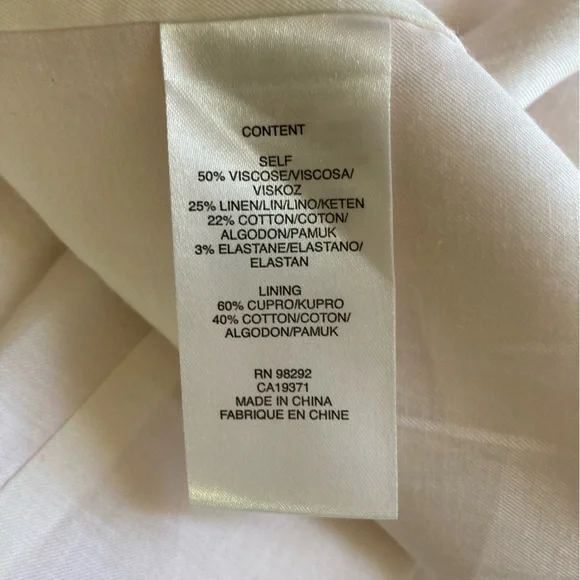 CONTENT
SELF
50% VISCOSE/VISCOSA/
VISKOZ
25% LINEN/LIN/LINO/KETEN
22% COTTON/COTON/
ALGODON/PAMUK
3% ELASTANE/ELASTANO/
ELASTAN
LINING
60% CUPRO/KUPRO
40% COTTON/COTON/
ALGODON/PAMUK
RN 98292
CA19371
MADE IN CHINA
FABRIQUE EN CHINE